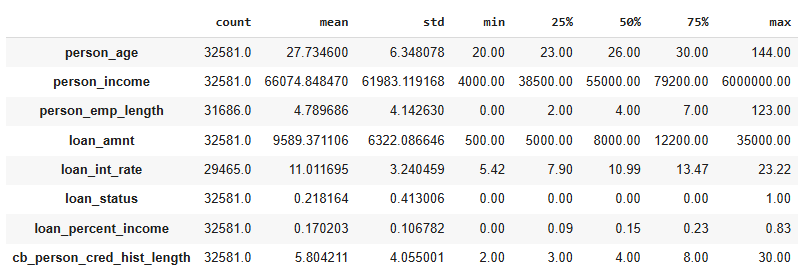 count mean std min 25% 50% 75% max
person_age 32581.0 27.734600 6.348078 20.00 23.00 26.00 30.00 144.00
person_income 32581.0 66074.848470 61983.119168 4000.00 38500.00 55000.00 79200.00 6000000.00
person_emp_length 31686.0 4.789686 4.142630 0.00 2.00 4.00 7.00 123.00
loan_amnt 32581.0 9589.371106 6322.086646 500.00 5000.00 8000.00 12200.00 35000.00
loan_int_rate 29465.0 11.011695 3.240459 5.42 7.90 10.99 13.47 23.22
loan_status 32581.0 0.218164 0.413006 0.00 0.00 0.00 0.00 1.00
loan_percent_income 32581.0 0.170203 0.106782 0.00 0.09 0.15 0.23 0.83
cb_person_cred_hist_length 32581.0 5.804211 4.055001 2.00 3.00 4.00 8.00 30.00